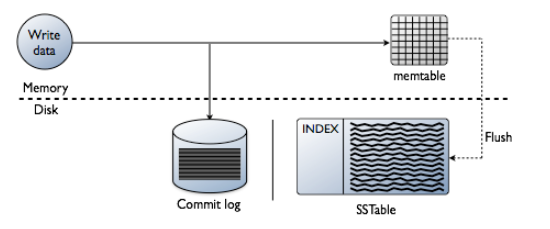 Write
data
memtable
Memory
Disk
INDEX
Flush
Commit log
SSTable